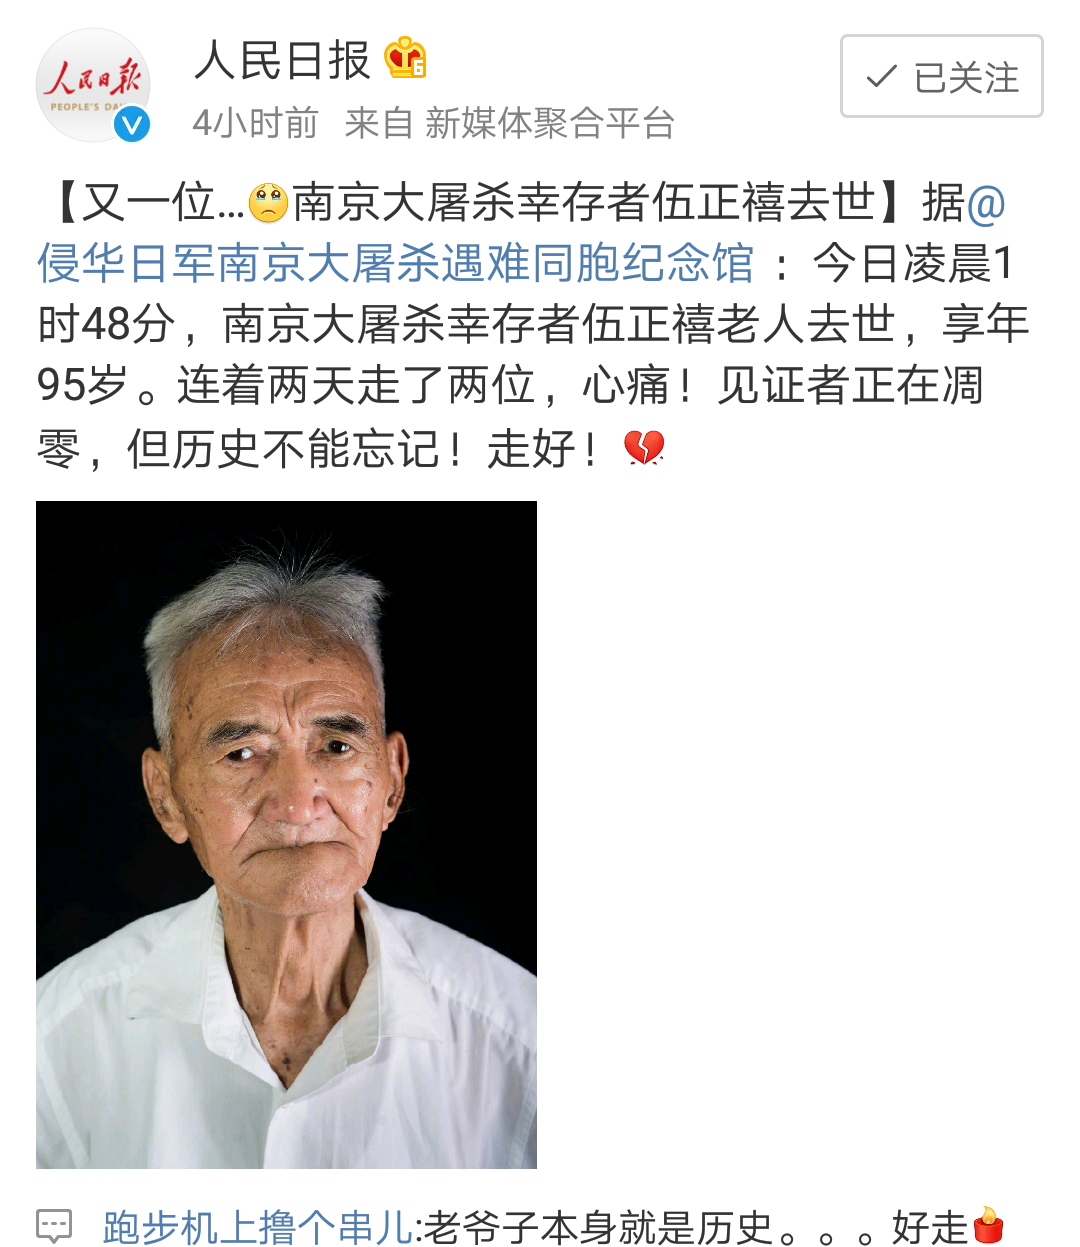 人民日报
人民日报
PEOPLE'S DA
已关注
4小时前 来自 新媒体聚合平台
【又一位...🥺南京大屠杀幸存者伍正禧去世】据@
侵华日军南京大屠杀遇难同胞纪念馆 ：今日凌晨1
时48分，南京大屠杀幸存者伍正禧老人去世，享年
95岁。连着两天走了两位，心痛！见证者正在凋
零，但历史不能忘记！走好！💔
跑步机上撸个串儿:老爷子本身就是历史。。。好走🕯